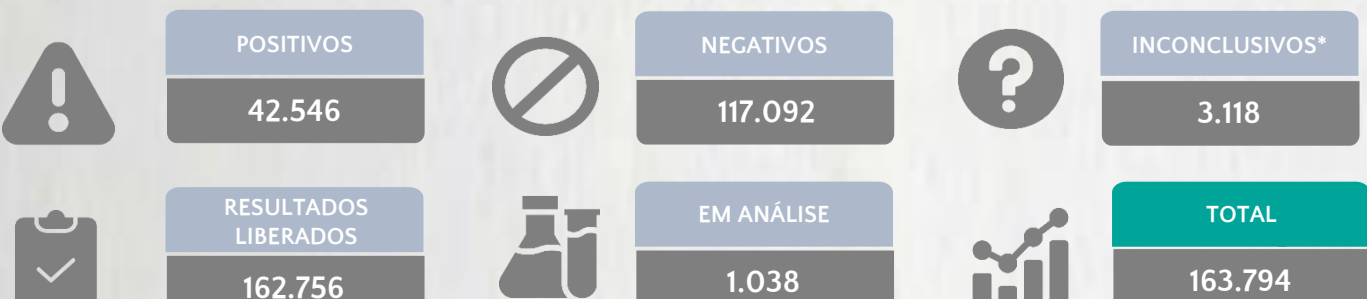 POSITIVOS
42.546
NEGATIVOS
117.092
INCONCLUSIVOS*
3.118
RESULTADOS
LIBERADOS
162.756
EM ANÁLISE
1.038
TOTAL
163.794